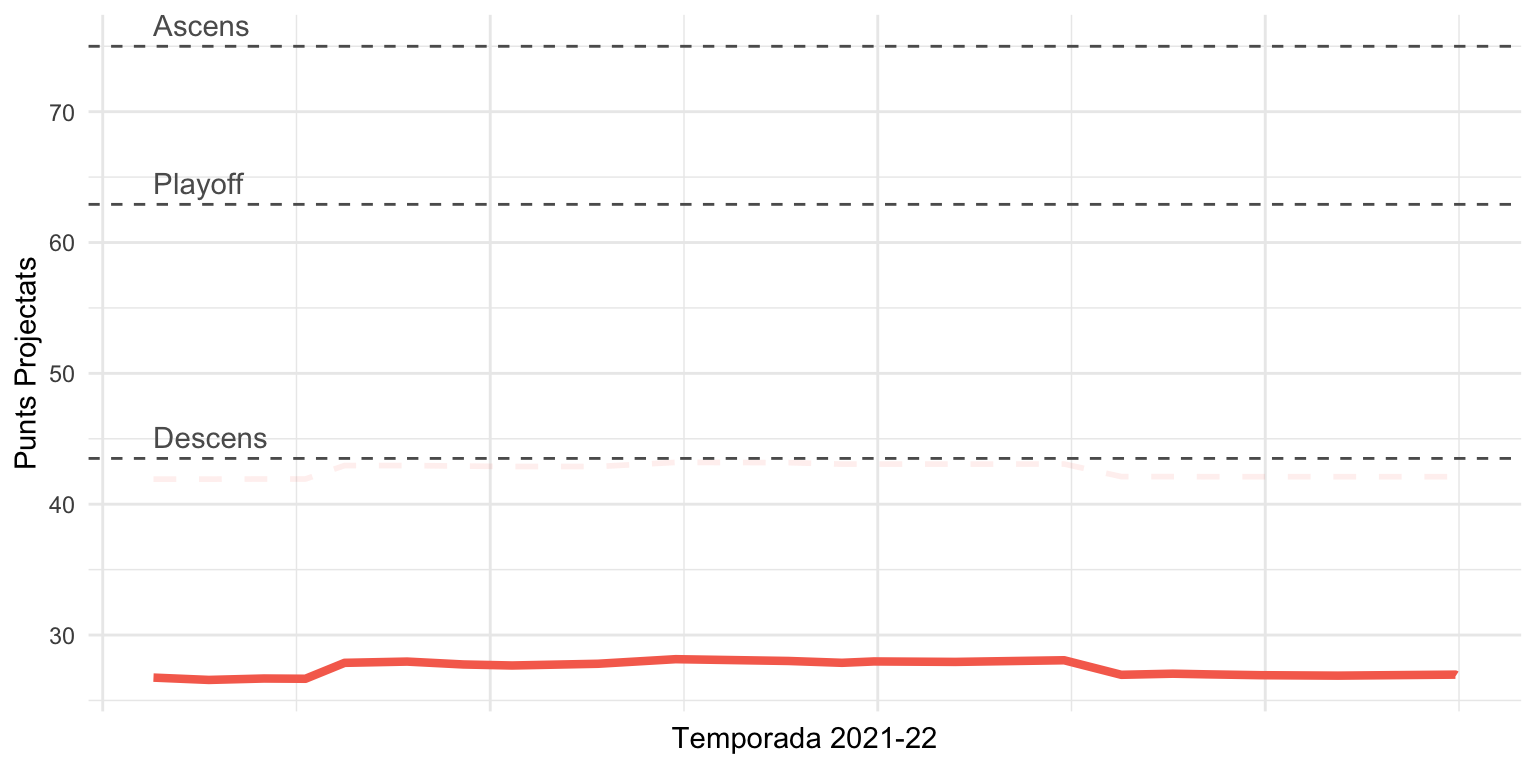 Ascens
70
Playoff
60
Punts Projectats
50
Descens
40
30
Temporada 2021-22